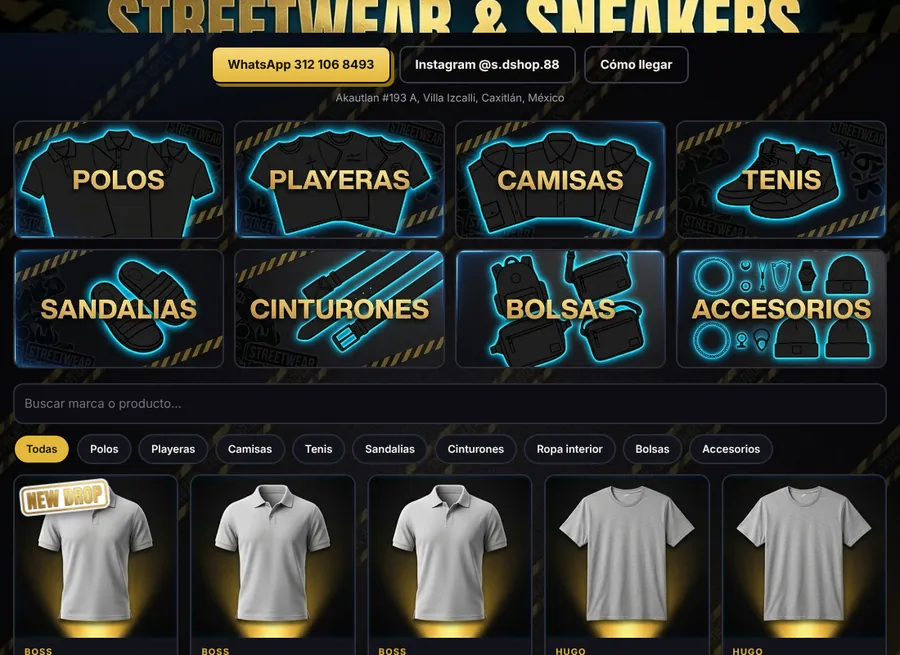 STREETWEAR & SNEAKERS
WhatsApp 312 106 8493
Instagram @s.dshop.88
Cómo llegar
Akautlan #193 A, Villa Izcalli, Caxitlán, México
POLOS
PLAYERAS
CAMISAS
TENIS
SANDALIAS
CINTURONES
BOLSAS
ACCESORIOS
STREETWEAR
STREETWEAR
Buscar marca o producto...
Todas
Polos
Playeras
Camisas
Tenis
Sandalias
Cinturones
Ropa interior
Bolsas
Accesorios
NEW DROP
BOSS
BOSS
BOSS
HUGO
HUGO